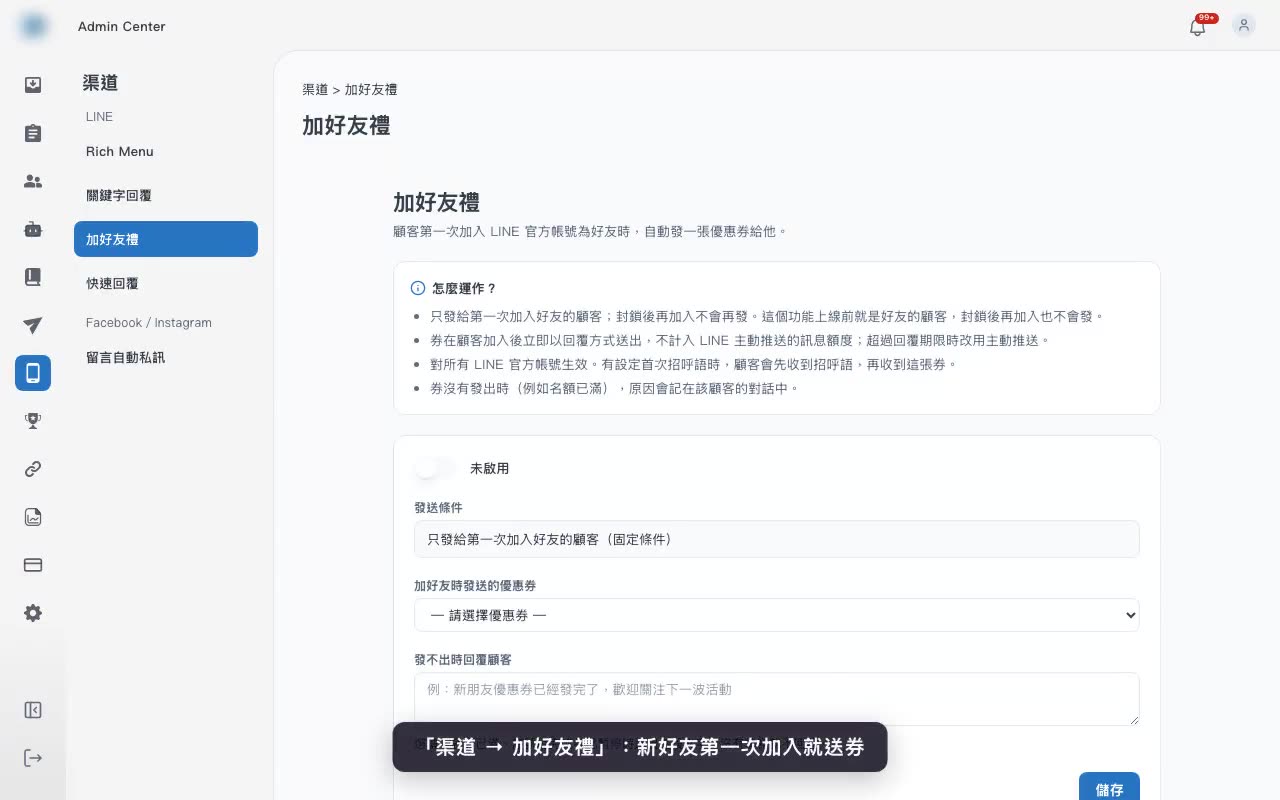 Admin Center
99+
渠道
LINE
Rich Menu
關鍵字回覆
加好友禮
快速回覆
Facebook / Instagram
留言自動私訊
渠道 > 加好友禮
加好友禮
加好友禮
顧客第一次加入 LINE 官方帳號為好友時，自動發一張優惠券給他。
怎麼運作？
只發給第一次加入好友的顧客；封鎖後再加入不會再發。這個功能上線前就是好友的顧客，封鎖後再加入也不會發。
券在顧客加入後立即以回覆方式送出，不計入 LINE 主動推送的訊息額度；超過回覆期限時改用主動推送。
對所有 LINE 官方帳號生效。有設定首次招呼語時，顧客會先收到招呼語，再收到這張券。
券沒有發出時（例如名額已滿），原因會記在該顧客的對話中。
未啟用
發送條件
只發給第一次加入好友的顧客（固定條件）
加好友時發送的優惠券
— 請選擇優惠券 —
發不出時回覆顧客
例：新朋友優惠券已經發完了，歡迎關注下一波活動
「渠道 → 加好友禮」：新好友第一次加入就送券
儲存